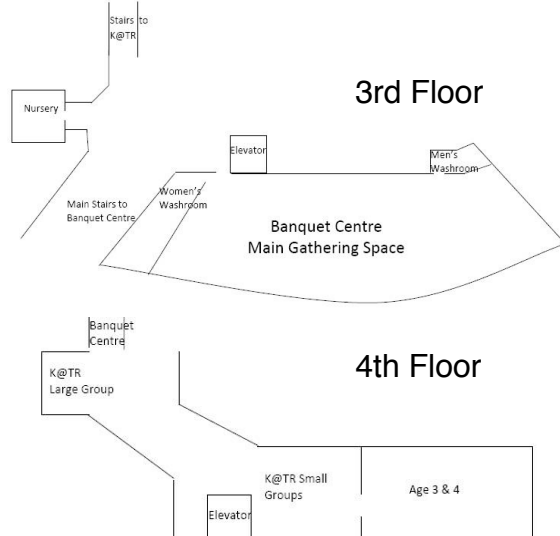 Stairs to
K@TR
3rd Floor
Nursery
Elevator
Men's
Washroom
Women's
Washroom
Main Stairs to
Banquet Centre
Banquet Centre
Main Gathering Space
Banquet
Centre
4th Floor
K@TR
Large Group
K@TR Small
Groups
Age 3 & 4
Elevator